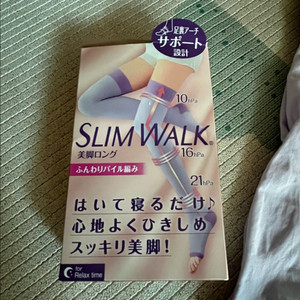 足裏アーチ
サポート
設計
10hPa
SLIM WALK®
美脚ロング
16hPa
ふんわりパイル編み
21hPa
はいて寝るだけ♪
心地よくひきしめ
スッキリ美脚！
for
Relax time